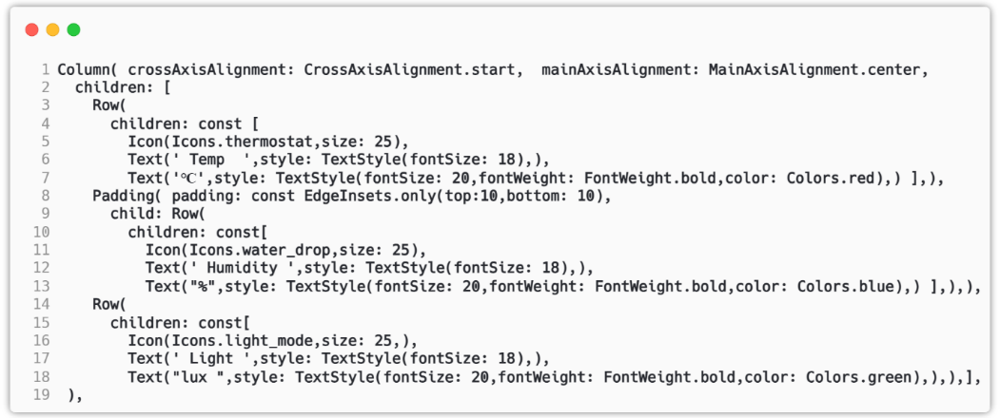 1 Column( crossAxisAlignment: CrossAxisAlignment.start,  mainAxisAlignment: MainAxisAlignment.center,
2   children: [
3     Row(
4       children: const [
5         Icon(Icons.thermostat,size: 25),
6         Text(' Temp  ',style: TextStyle(fontSize: 18),),
7         Text('℃',style: TextStyle(fontSize: 20,fontWeight: FontWeight.bold,color: Colors.red),) ],),
8     Padding( padding: const EdgeInsets.only(top:10,bottom: 10),
9       child: Row(
10         children: const[
11           Icon(Icons.water_drop,size: 25),
12           Text(' Humidity ',style: TextStyle(fontSize: 18),),
13           Text("%",style: TextStyle(fontSize: 20,fontWeight: FontWeight.bold,color: Colors.blue),) ],),),
14     Row(
15       children: const[
16         Icon(Icons.light_mode,size: 25,),
17         Text(' Light ',style: TextStyle(fontSize: 18),),
18         Text("lux ",style: TextStyle(fontSize: 20,fontWeight: FontWeight.bold,color: Colors.green),),),],
19  ),